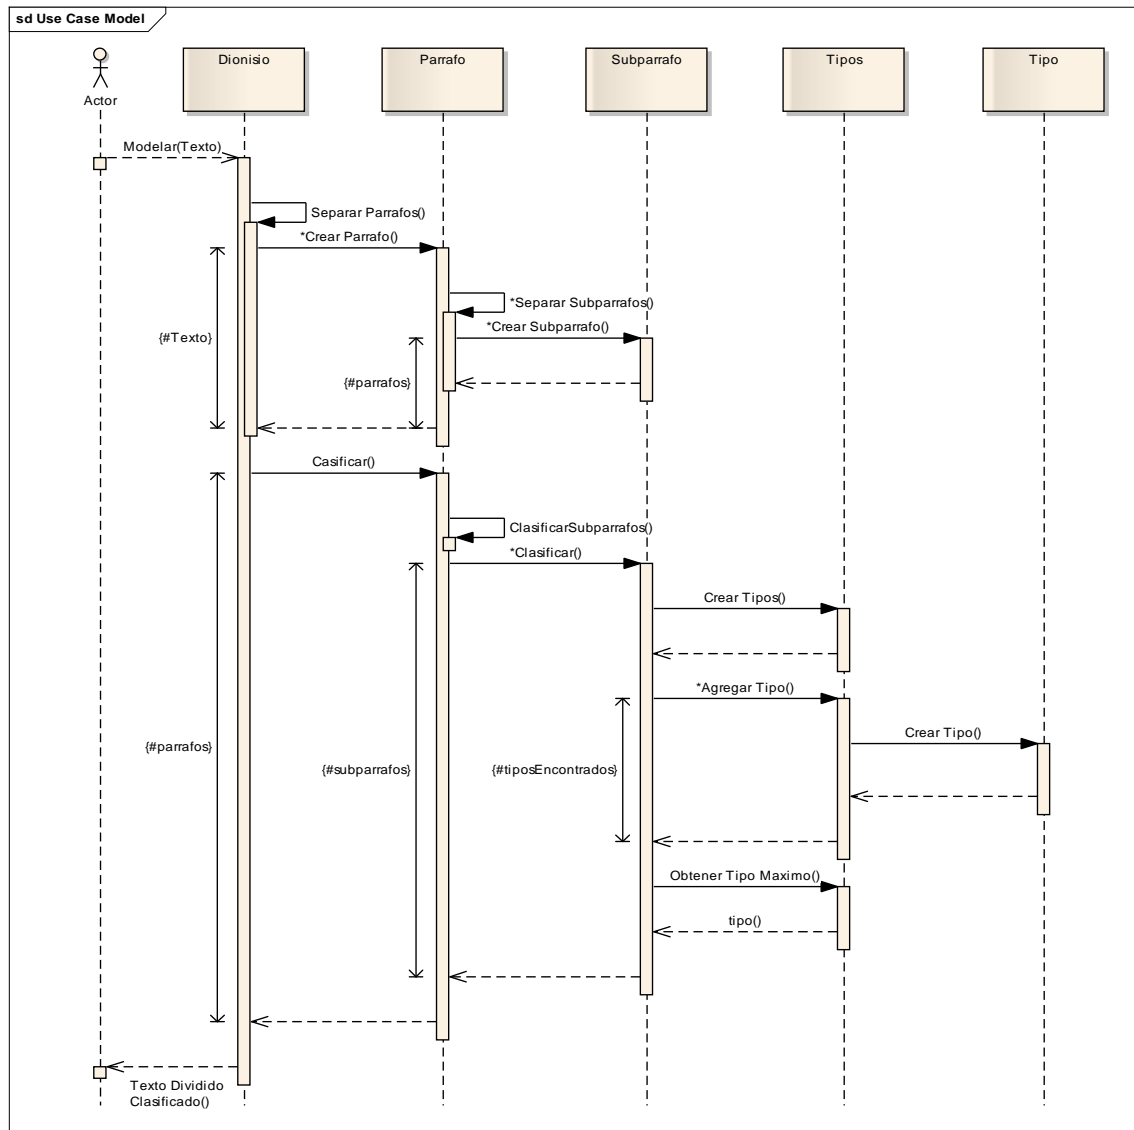 sd Use Case Model
Actor
Dionisio
Parrafo
Subparrafo
Tipos
Tipo
Modelar(Texto)
Separar Parrafos()
*Crear Parrafo()
*Separar Subparrafos()
*Crear Subparrafo()
{#Texto}
{#parrafos}
Casificar()
ClasificarSubparrafos()
*Clasificar()
Crear Tipos()
*Agregar Tipo()
Crear Tipo()
{#parrafos}
{#subparrafos}
{#tiposEncontrados}
Obtener Tipo Maximo()
tipo()
Texto Dividido
Clasificado()